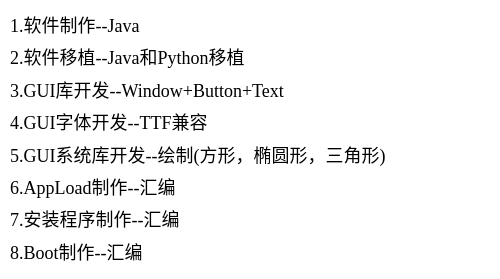 1.软件制作--Java
2.软件移植--Java和Python移植
3.GUI库开发--Window+Button+Text
4.GUI字体开发--TTF兼容
5.GUI系统库开发--绘制(方形，椭圆形，三角形)
6.AppLoad制作--汇编
7.安装程序制作--汇编
8.Boot制作--汇编